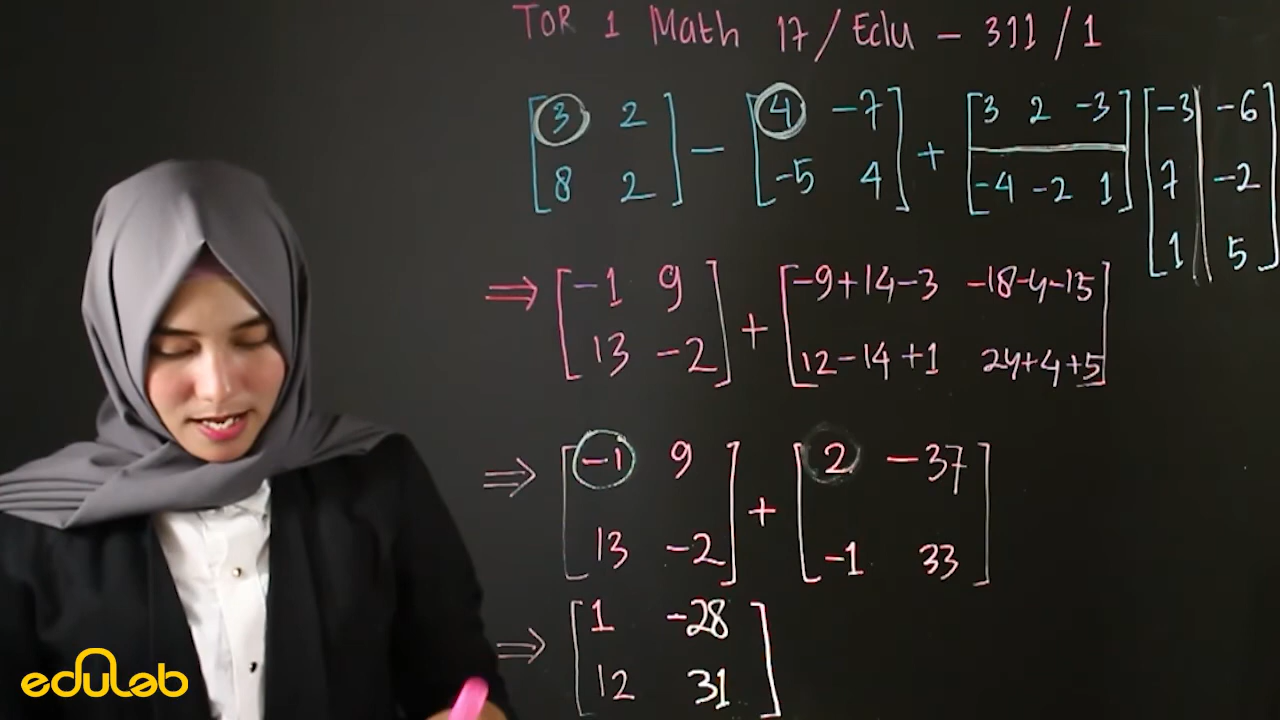 TOR 1 Math 17 / Edu - 311 / 1
[3 2] - [4 -7] + [3 2 -3] [-3 -6]
[8 2] [-5 4] [-4 -2 1] [7 -2]
[1 5]
⇒ [-1 9] + [-9+14-3 -18-4-15]
[13 -2] [12-14+1 24+4+5]
⇒ [-1 9] + [2 -37]
[13 -2] [-1 33]
⇒ [1 -28]
[12 31]
edulab